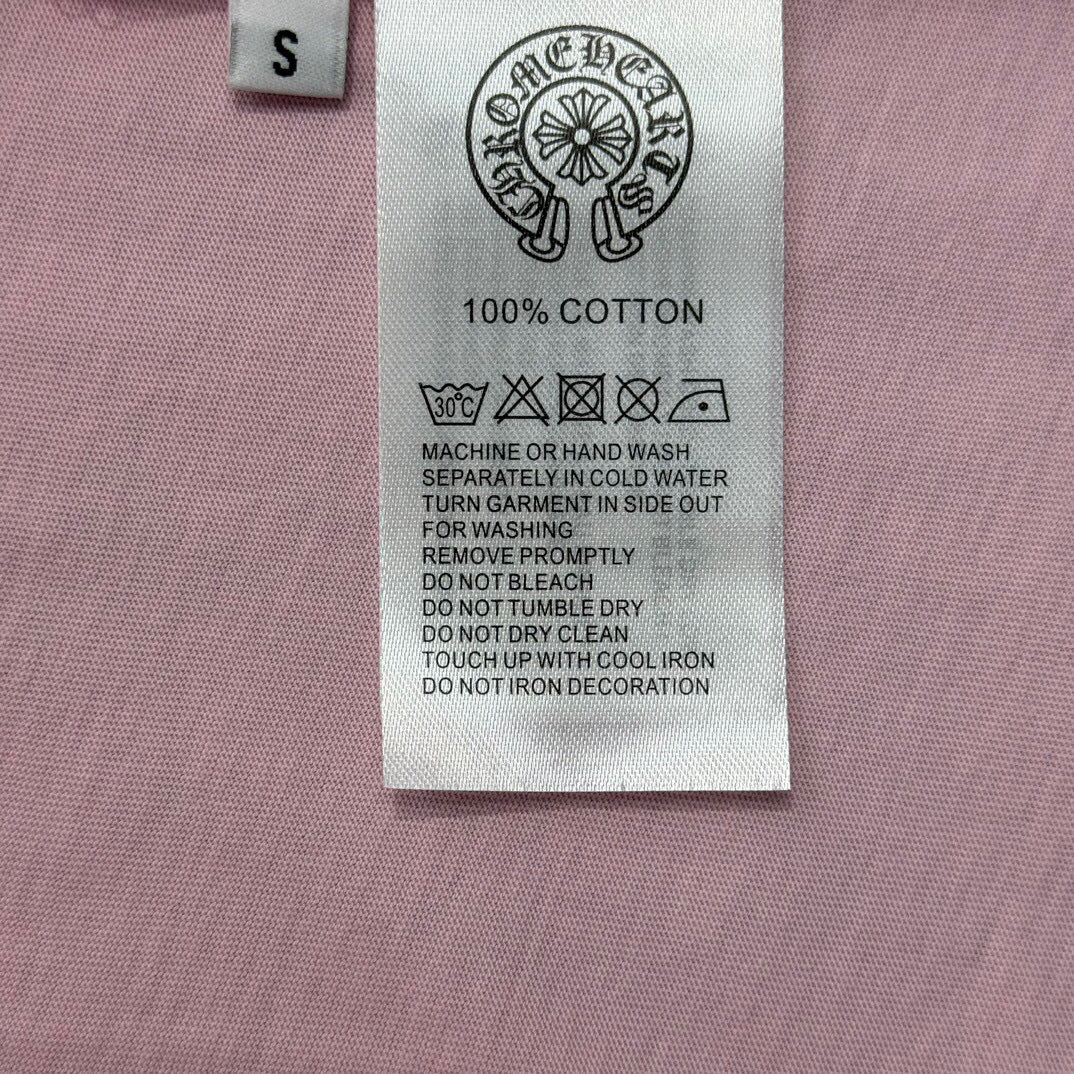 S
CHROME HEARTS
100% COTTON
30°C
MACHINE OR HAND WASH
SEPARATELY IN COLD WATER
TURN GARMENT IN SIDE OUT
FOR WASHING
REMOVE PROMPTLY
DO NOT BLEACH
DO NOT TUMBLE DRY
DO NOT DRY CLEAN
TOUCH UP WITH COOL IRON
DO NOT IRON DECORATION